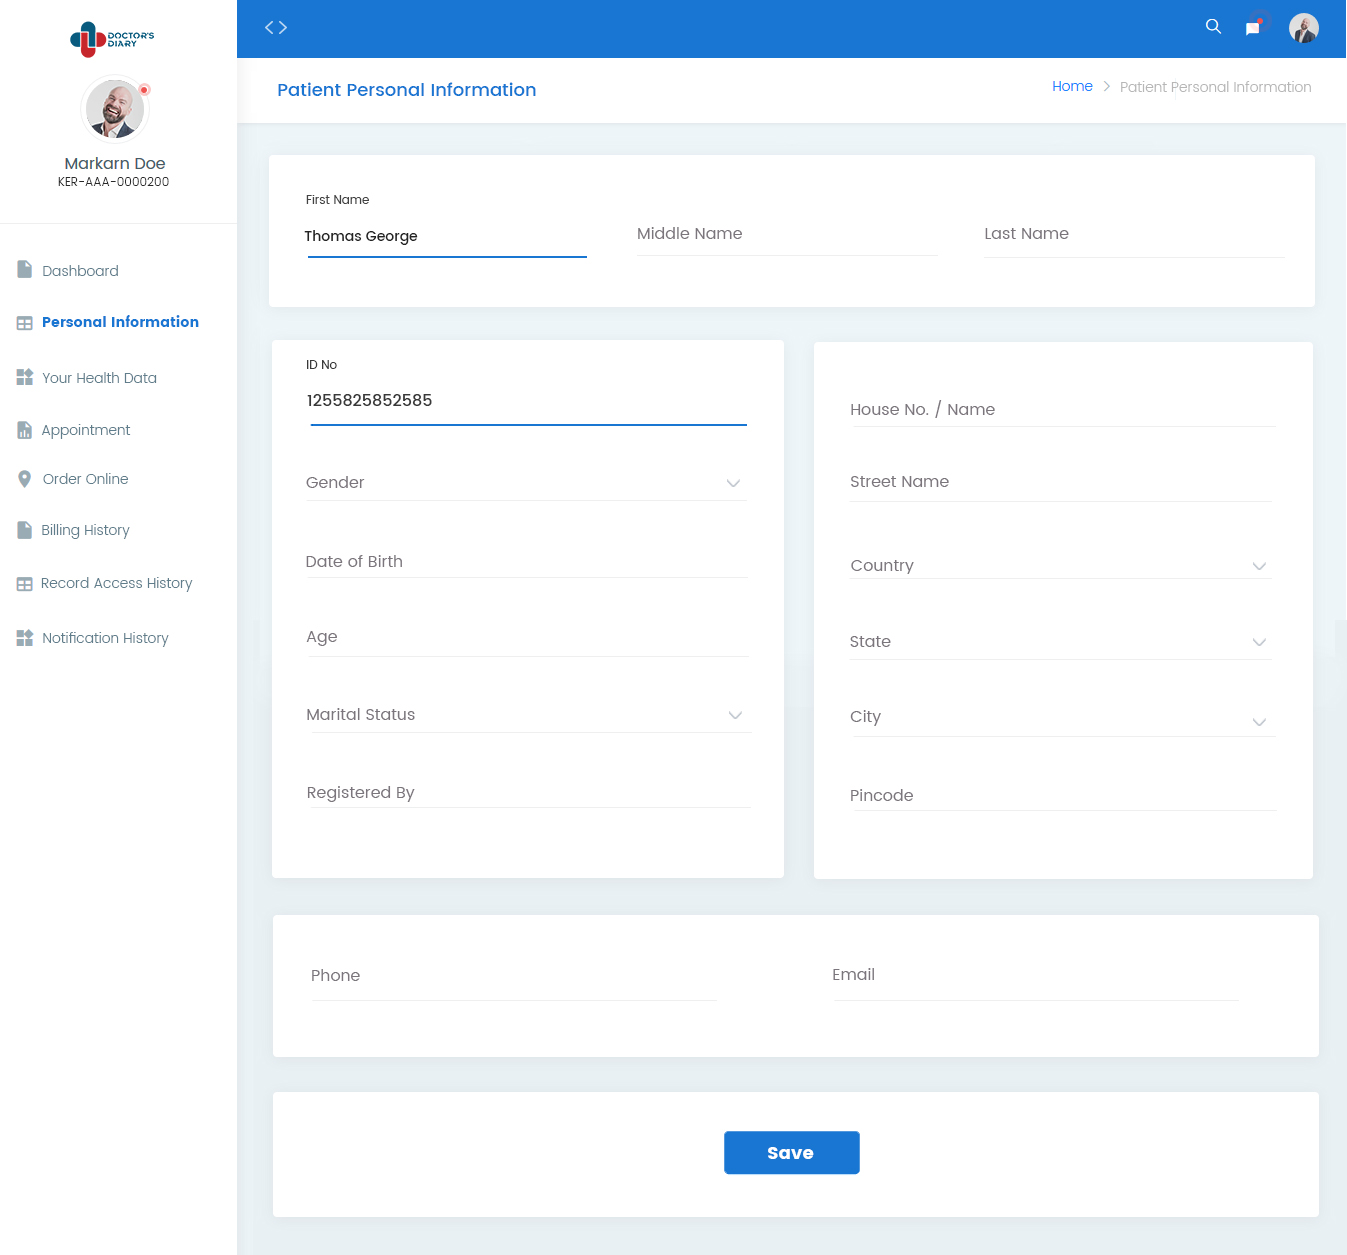 DOCTOR'S
DIARY
Markarn Doe
KER-AAA-0000200
Dashboard
Personal Information
Your Health Data
Appointment
Order Online
Billing History
Record Access History
Notification History
Patient Personal Information
Home > Patient Personal Information
First Name
Thomas George
Middle Name
Last Name
ID No
1255825852585
Gender
Date of Birth
Age
Marital Status
Registered By
House No. / Name
Street Name
Country
State
City
Pincode
Phone
Email
Save